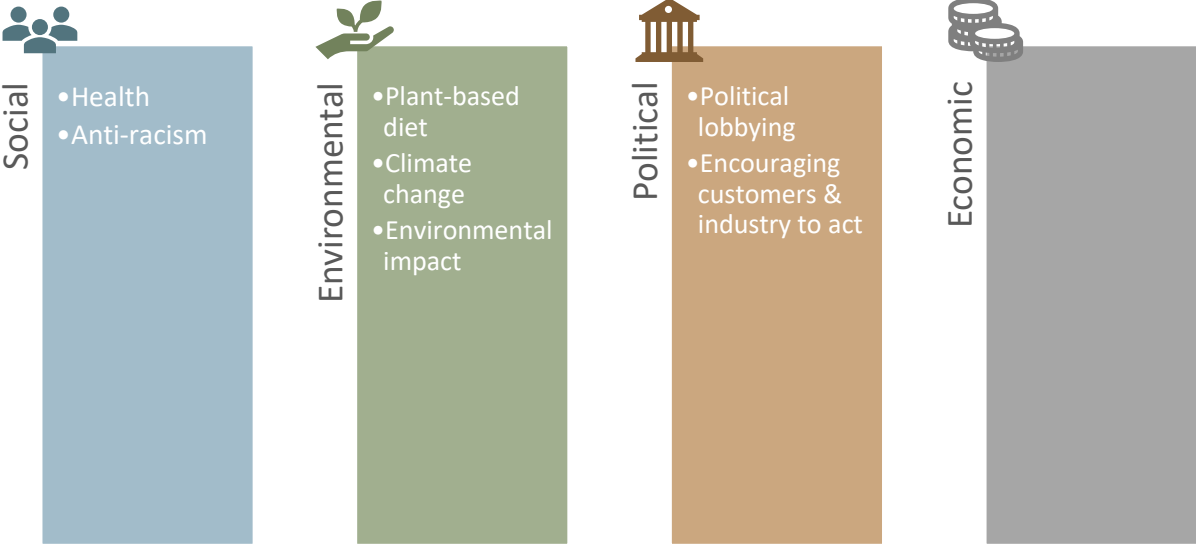 Social
•Health
•Anti-racism
Environmental
•Plant-based
diet
•Climate
change
•Environmental
impact
Political
•Political
lobbying
•Encouraging
customers &
industry to act
Economic